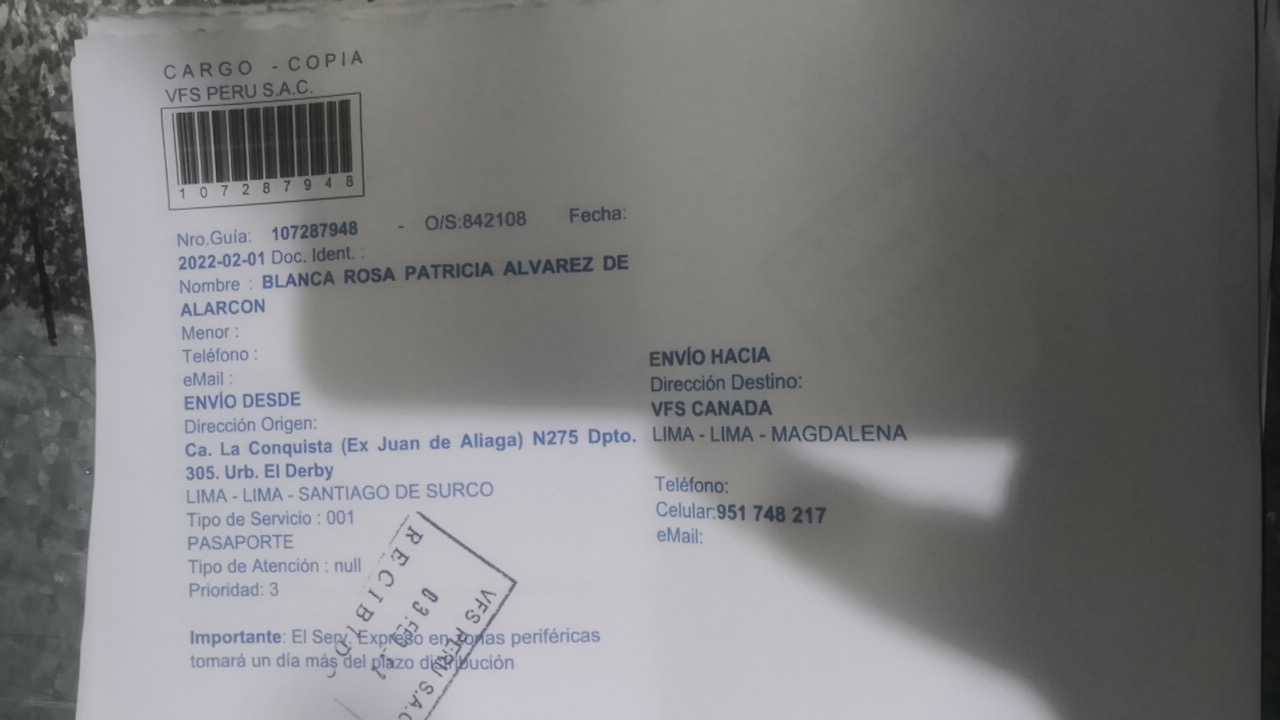 CARGO - COPIA
VFS PERU S.A.C.
107287948
Nro.Guía: 107287948 - O/S:842108 Fecha:
2022-02-01 Doc. Ident. :
Nombre : BLANCA ROSA PATRICIA ALVAREZ DE
ALARCON
Menor :
Teléfono :
eMail :
ENVÍO DESDE
Dirección Origen:
Ca. La Conquista (Ex Juan de Aliaga) N275 Dpto.
305. Urb. El Derby
LIMA - LIMA - SANTIAGO DE SURCO
Tipo de Servicio : 001
PASAPORTE
Tipo de Atención : null
Prioridad: 3
ENVÍO HACIA
Dirección Destino:
VFS CANADA
LIMA - LIMA - MAGDALENA
Teléfono:
Celular:951 748 217
eMail:
Importante: El Serv. Expreso en zonas periféricas
tomará un día más del plazo distribución
VFS PERU S.A.C
03 FEB
RECIBIDO